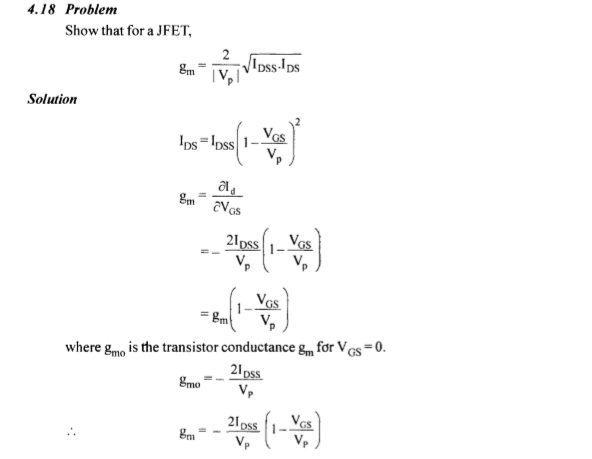 4.18 Problem
Show that for a JFET,
g_m = \frac{2}{|V_p|} \sqrt{I_{DSS} \cdot I_{DS}}
Solution
I_{DS} = I_{DSS} \left(1 - \frac{V_{GS}}{V_p}\right)^2
g_m = \frac{\partial I_d}{\partial V_{GS}}
= - \frac{2I_{DSS}}{V_p} \left(1 - \frac{V_{GS}}{V_p}\right)
= g_m \left(1 - \frac{V_{GS}}{V_p}\right)
where g_{mo} is the transistor conductance g_m for V_{GS} = 0.
g_{mo} = - \frac{2I_{DSS}}{V_p}
∴ g_m = - \frac{2I_{DSS}}{V_p} \left(1 - \frac{V_{GS}}{V_p}\right)